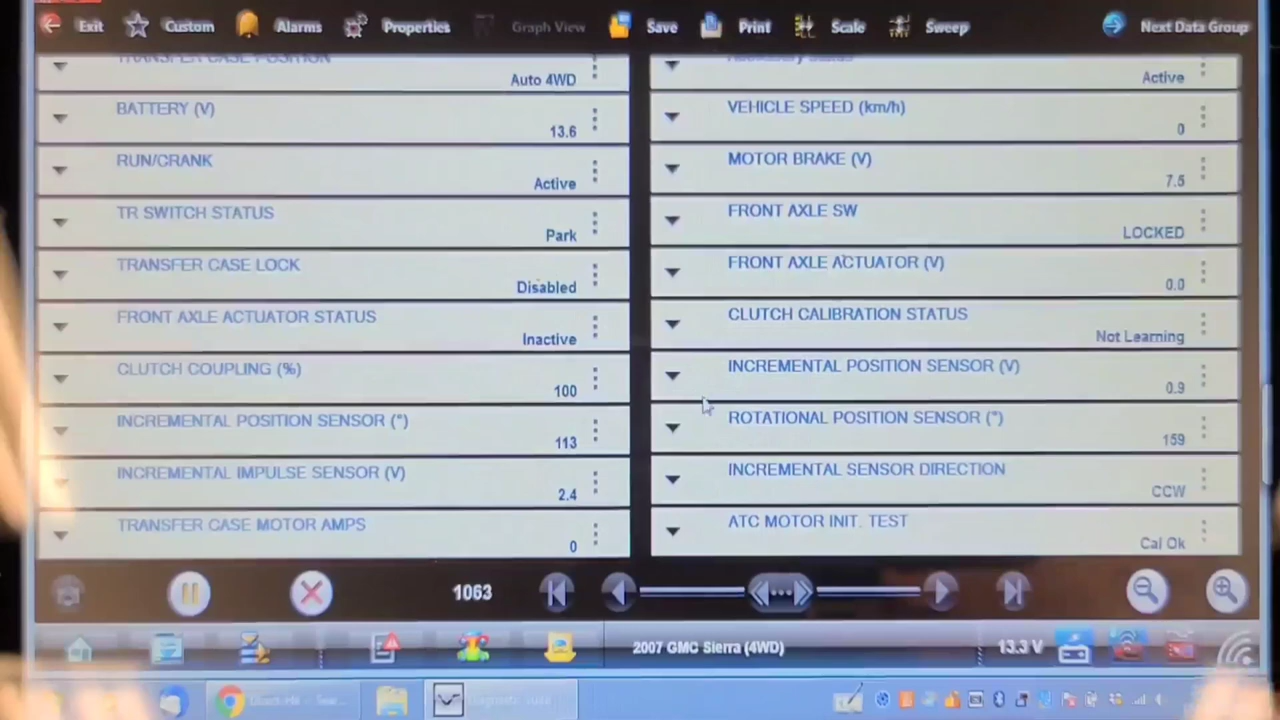 Exit Custom Alarms Properties Graph View Save Print Scale Sweep Next Data Group
TRANSFER CASE POSITION
Auto 4WD
BATTERY (V)
13.6
RUN/CRANK
Active
TR SWITCH STATUS
Park
TRANSFER CASE LOCK
Disabled
FRONT AXLE ACTUATOR STATUS
Inactive
CLUTCH COUPLING (%)
100
INCREMENTAL POSITION SENSOR (°)
113
INCREMENTAL IMPULSE SENSOR (V)
2.4
TRANSFER CASE MOTOR AMPS
0
Active
VEHICLE SPEED (km/h)
0
MOTOR BRAKE (V)
7.5
FRONT AXLE SW
LOCKED
FRONT AXLE ACTUATOR (V)
0.0
CLUTCH CALIBRATION STATUS
Not Learning
INCREMENTAL POSITION SENSOR (V)
0.9
ROTATIONAL POSITION SENSOR (°)
159
INCREMENTAL SENSOR DIRECTION
CCW
ATC MOTOR INIT. TEST
Cal Ok
1063
2007 GMC Sierra (4WD)
13.3 V